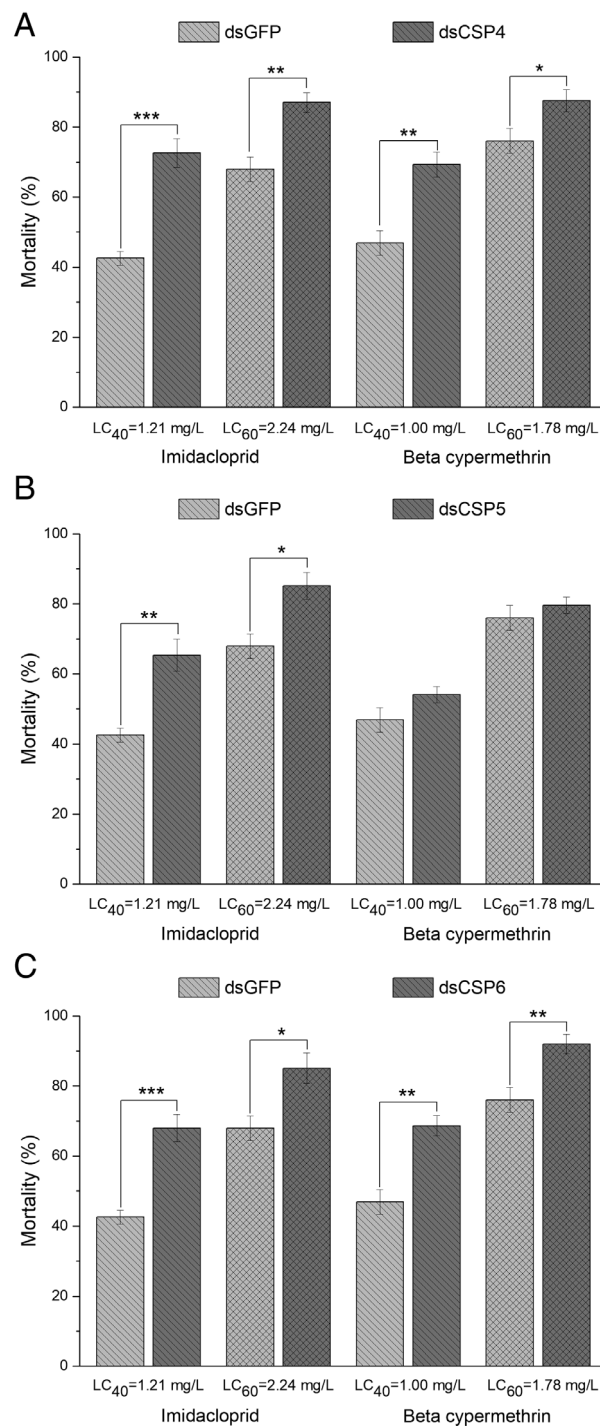 A
dsGFP dsCSP4
100
80
60
40
20
0
Mortality (%)
***
**
**
*
LC40=1.21 mg/L LC60=2.24 mg/L LC40=1.00 mg/L LC60=1.78 mg/L
Imidacloprid Beta cypermethrin
B
dsGFP dsCSP5
100
80
60
40
20
0
Mortality (%)
**
*
LC40=1.21 mg/L LC60=2.24 mg/L LC40=1.00 mg/L LC60=1.78 mg/L
Imidacloprid Beta cypermethrin
C
dsGFP dsCSP6
100
80
60
40
20
0
Mortality (%)
***
*
**
**
LC40=1.21 mg/L LC60=2.24 mg/L LC40=1.00 mg/L LC60=1.78 mg/L
Imidacloprid Beta cypermethrin